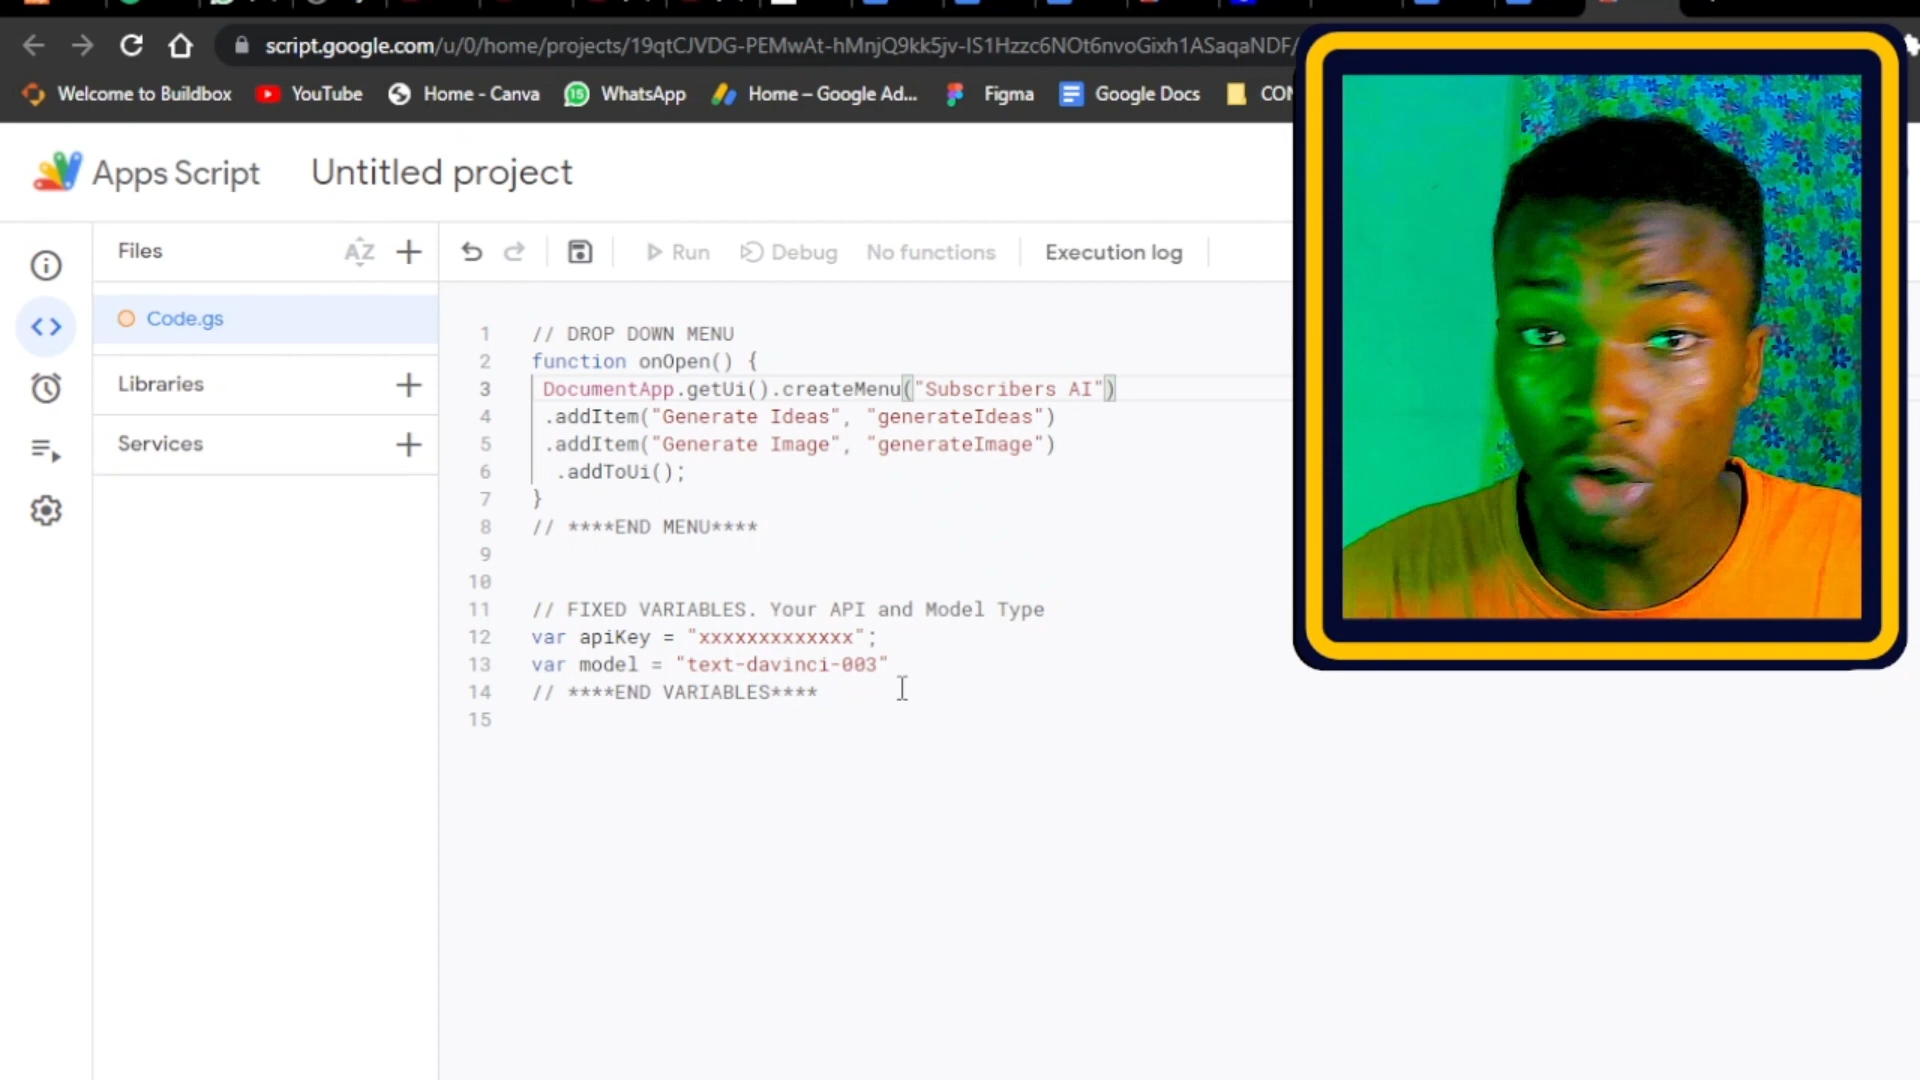 script.google.com/u/0/home/projects/19qtCJVDG-PEMwAt-hMnjQ9kk5jv-IS1Hzzc6NOt6nvoGixh1ASaqaNDF/
Welcome to Buildbox YouTube Home - Canva 15 WhatsApp Home – Google Ad... Figma Google Docs
Apps Script Untitled project
Files AZ Run Debug No functions Execution log
Code.gs
Libraries
Services
1 // DROP DOWN MENU
2 function onOpen() {
3 DocumentApp.getUi().createMenu("Subscribers AI")
4 .addItem("Generate Ideas", "generateIdeas")
5 .addItem("Generate Image", "generateImage")
6 .addToUi();
7 }
8 // ****END MENU****
9
10
11 // FIXED VARIABLES. Your API and Model Type
12 var apiKey = "xxxxxxxxxxxxx";
13 var model = "text-davinci-003"
14 // ****END VARIABLES****
15